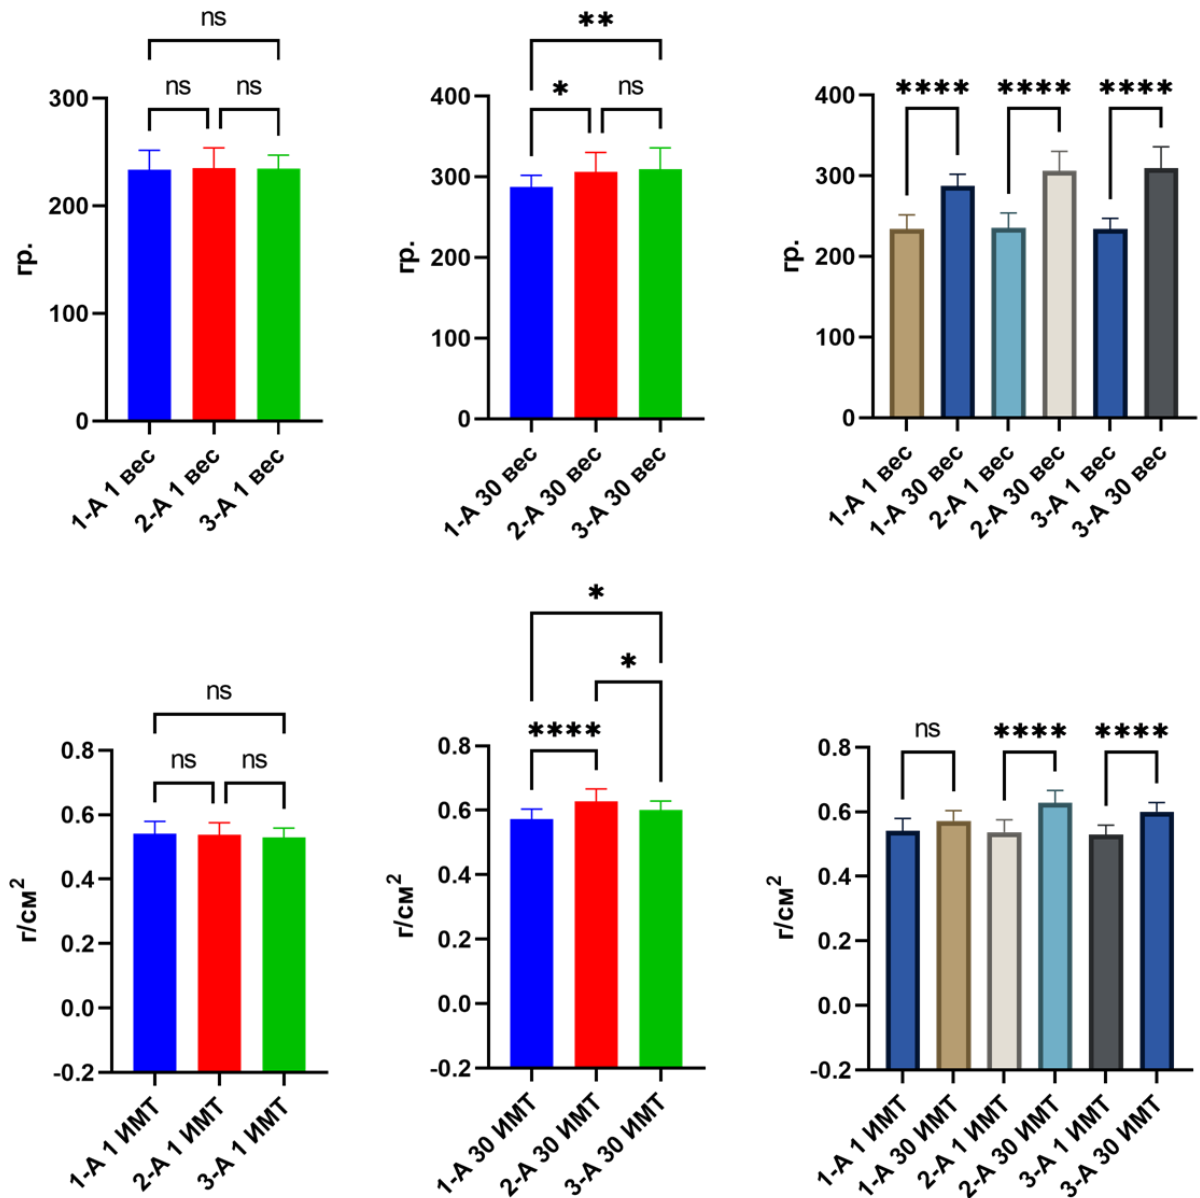 ns
ns ns
300
200
100
0
гр.
1-А 1 вес
2-А 1 вес
3-А 1 вес
**
* ns
400
300
200
100
0
гр.
1-А 30 вес
2-А 30 вес
3-А 30 вес
**** **** ****
400
300
200
100
0
гр.
1-А 1 вес
1-А 30 вес
2-А 1 вес
2-А 30 вес
3-А 1 вес
3-А 30 вес
ns
ns ns
0.8
0.6
0.4
0.2
0.0
-0.2
г/см²
1-А 1 ИМТ
2-А 1 ИМТ
3-А 1 ИМТ
*
*
****
0.8
0.6
0.4
0.2
0.0
-0.2
г/см²
1-А 30 ИМТ
2-А 30 ИМТ
3-А 30 ИМТ
ns **** ****
0.8
0.6
0.4
0.2
0.0
-0.2
г/см²
1-А 1 ИМТ
1-А 30 ИМТ
2-А 1 ИМТ
2-А 30 ИМТ
3-А 1 ИМТ
3-А 30 ИМТ